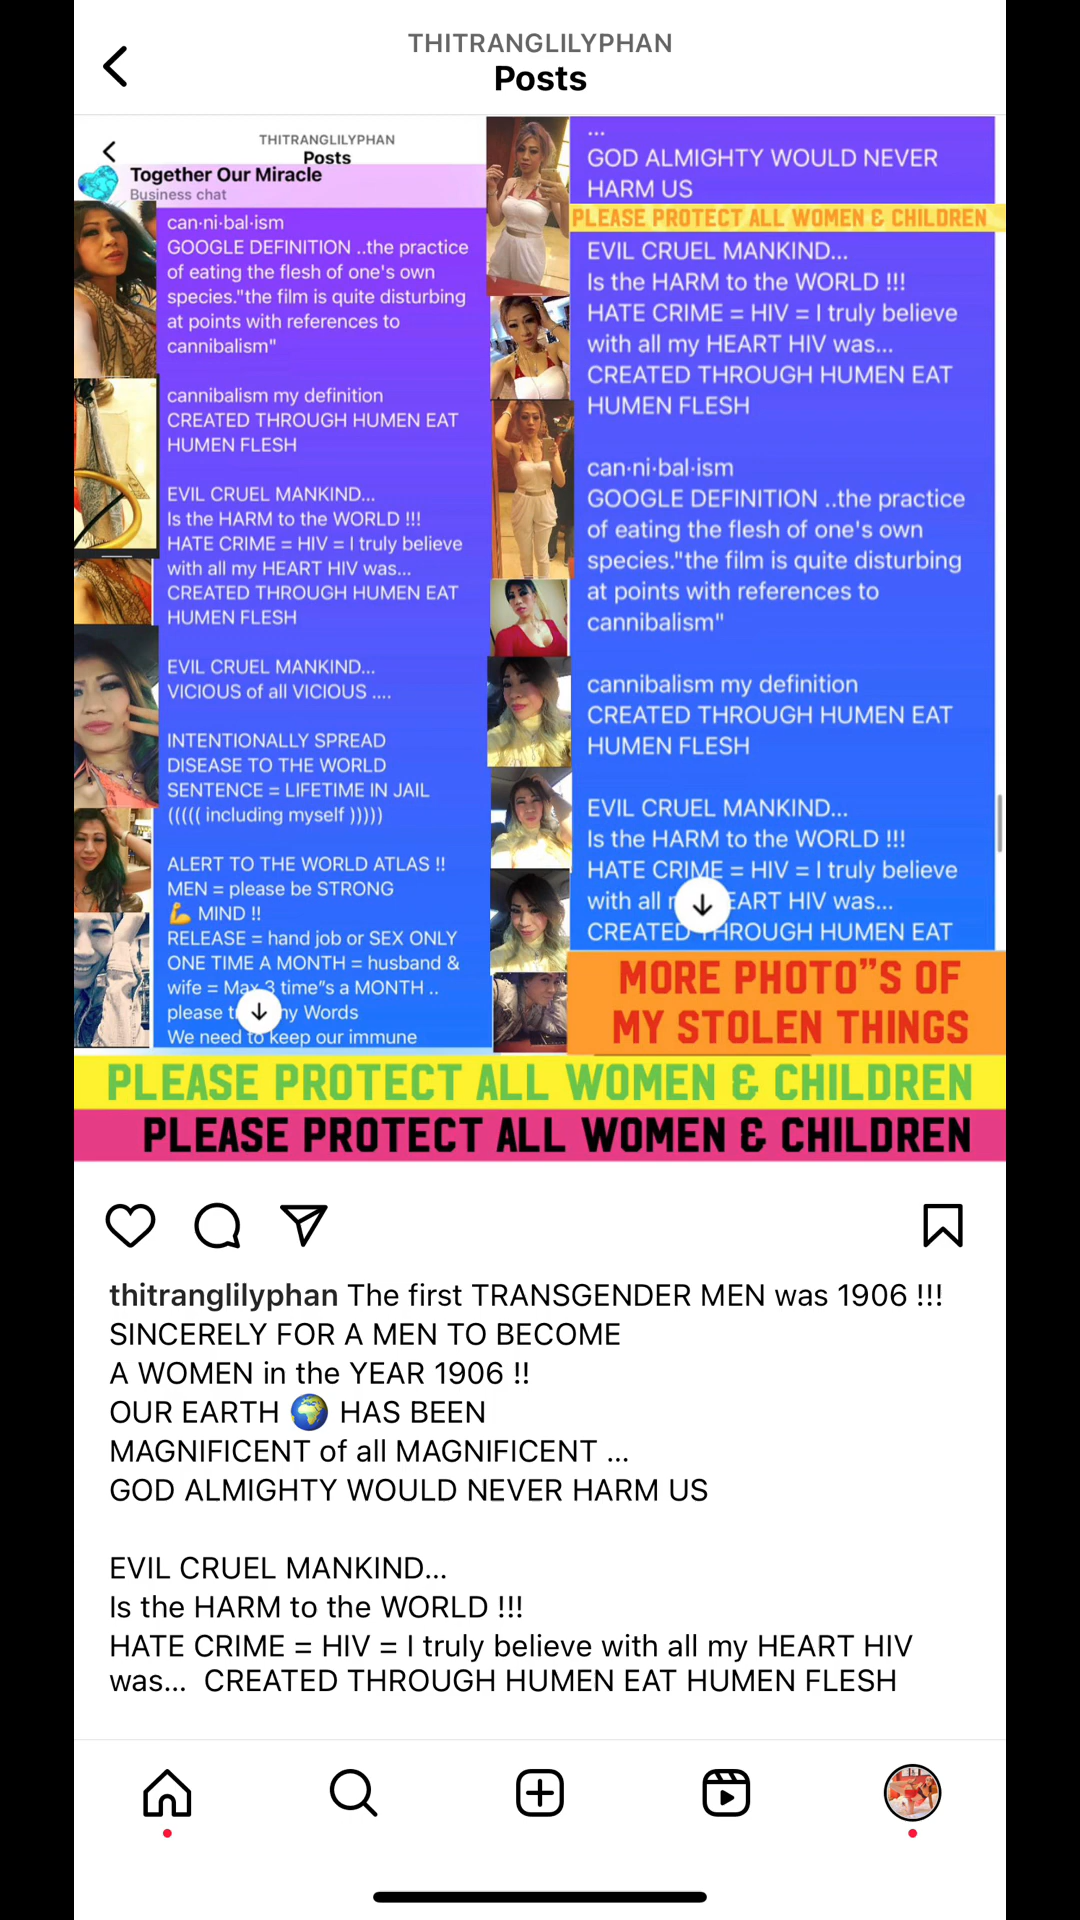 THITRANGLILYPHAN
Posts
THITRANGLILYPHAN
Posts
Together Our Miracle
Business chat
can·ni·bal·ism
GOOGLE DEFINITION ..the practice
of eating the flesh of one's own
species."the film is quite disturbing
at points with references to
cannibalism"
cannibalism my definition
CREATED THROUGH HUMEN EAT
HUMEN FLESH
EVIL CRUEL MANKIND...
Is the HARM to the WORLD !!!
HATE CRIME = HIV = I truly believe
with all my HEART HIV was...
CREATED THROUGH HUMEN EAT
HUMEN FLESH
EVIL CRUEL MANKIND...
VICIOUS of all VICIOUS ....
INTENTIONALLY SPREAD
DISEASE TO THE WORLD
SENTENCE = LIFETIME IN JAIL
((((( including myself )))))
ALERT TO THE WORLD ATLAS !!
MEN = please be STRONG
💪 MIND !!
RELEASE = hand job or SEX ONLY
ONE TIME A MONTH = husband &
wife = Max 3 time"s a MONTH ..
please Words
We need to keep our immune
...
GOD ALMIGHTY WOULD NEVER
HARM US
PLEASE PROTECT ALL WOMEN & CHILDREN
EVIL CRUEL MANKIND...
Is the HARM to the WORLD !!!
HATE CRIME = HIV = I truly believe
with all my HEART HIV was...
CREATED THROUGH HUMEN EAT
HUMEN FLESH
can·ni·bal·ism
GOOGLE DEFINITION ..the practice
of eating the flesh of one's own
species."the film is quite disturbing
at points with references to
cannibalism"
cannibalism my definition
CREATED THROUGH HUMEN EAT
HUMEN FLESH
EVIL CRUEL MANKIND...
Is the HARM to the WORLD !!!
HATE CRIME = HIV = I truly believe
with all HEART HIV was...
CREATED THROUGH HUMEN EAT
MORE PHOTO"S OF
MY STOLEN THINGS
PLEASE PROTECT ALL WOMEN & CHILDREN
PLEASE PROTECT ALL WOMEN & CHILDREN
thitranglilyphan The first TRANSGENDER MEN was 1906 !!!
SINCERELY FOR A MEN TO BECOME
A WOMEN in the YEAR 1906 !!
OUR EARTH 🌍 HAS BEEN
MAGNIFICENT of all MAGNIFICENT ...
GOD ALMIGHTY WOULD NEVER HARM US
EVIL CRUEL MANKIND...
Is the HARM to the WORLD !!!
HATE CRIME = HIV = I truly believe with all my HEART HIV
was... CREATED THROUGH HUMEN EAT HUMEN FLESH